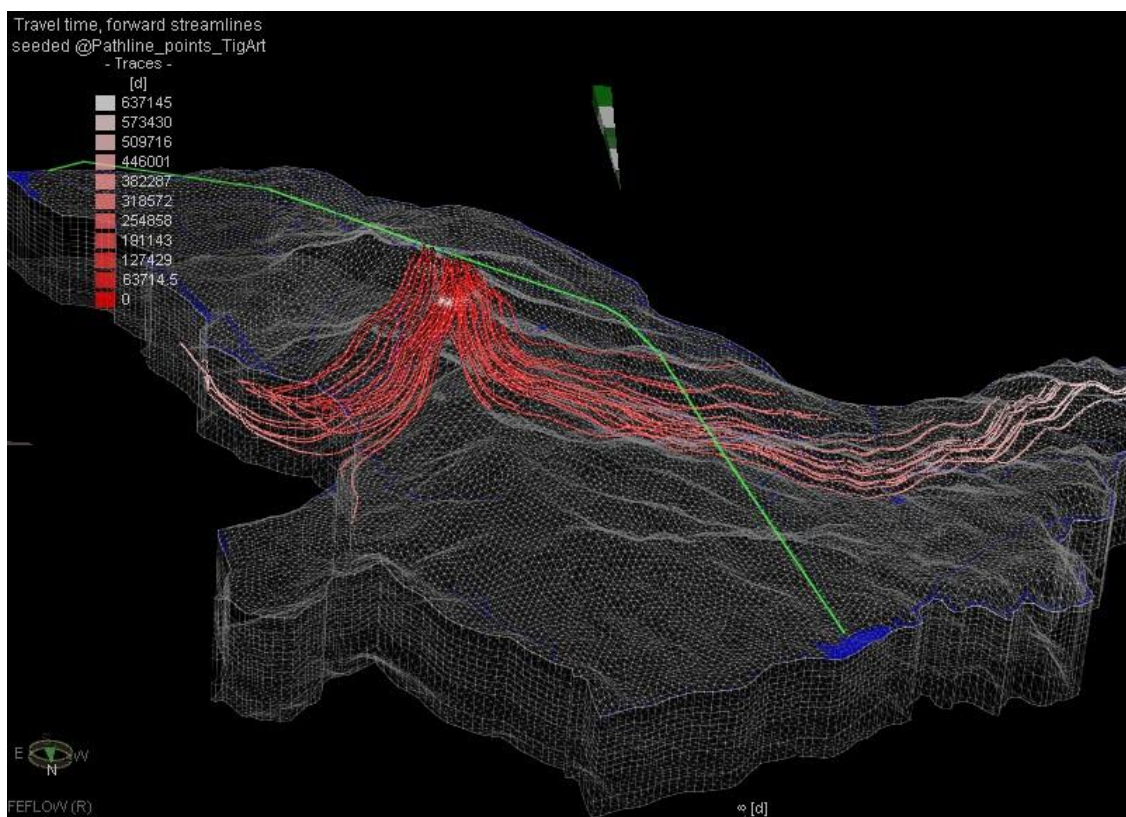 Travel time, forward streamlines
seeded @Pathline_points_TigArt
- Traces -
[d]
637145
573430
509716
446001
382287
318572
254858
191143
127429
63714.5
0
E W
N
FEFLOW (R)
∞ [d]